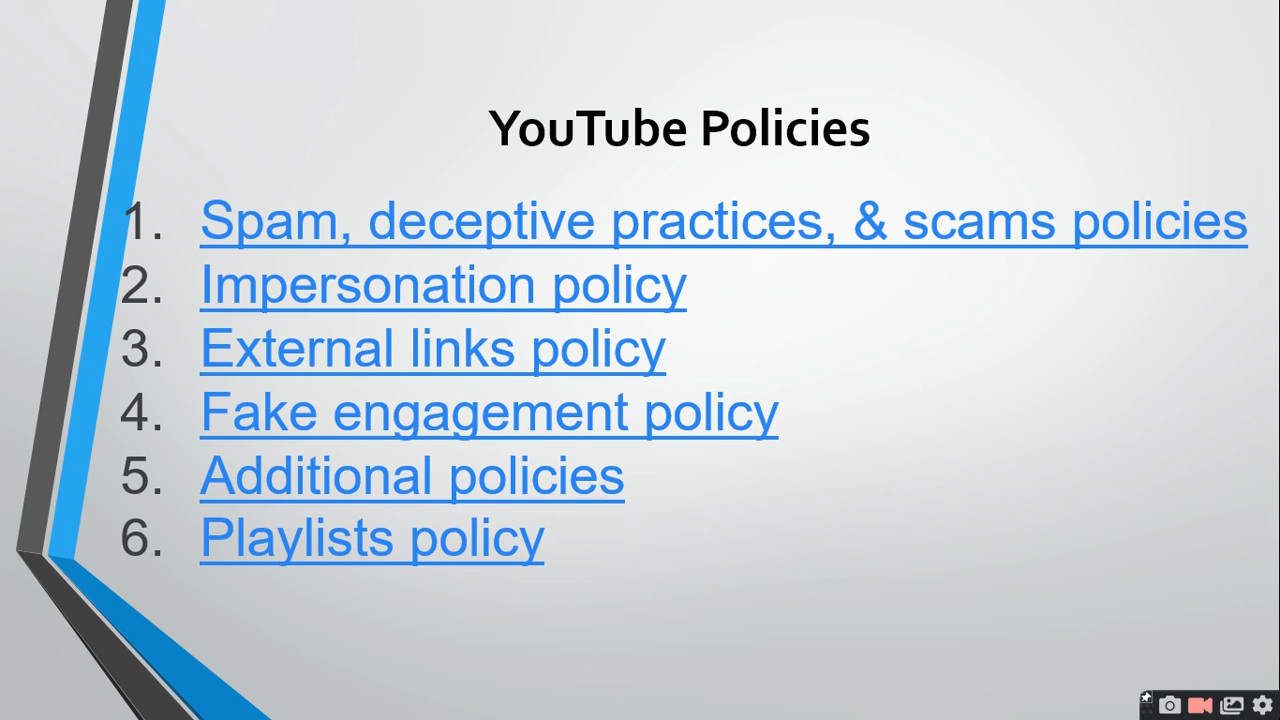 YouTube Policies
1. Spam, deceptive practices, & scams policies
2. Impersonation policy
3. External links policy
4. Fake engagement policy
5. Additional policies
6. Playlists policy